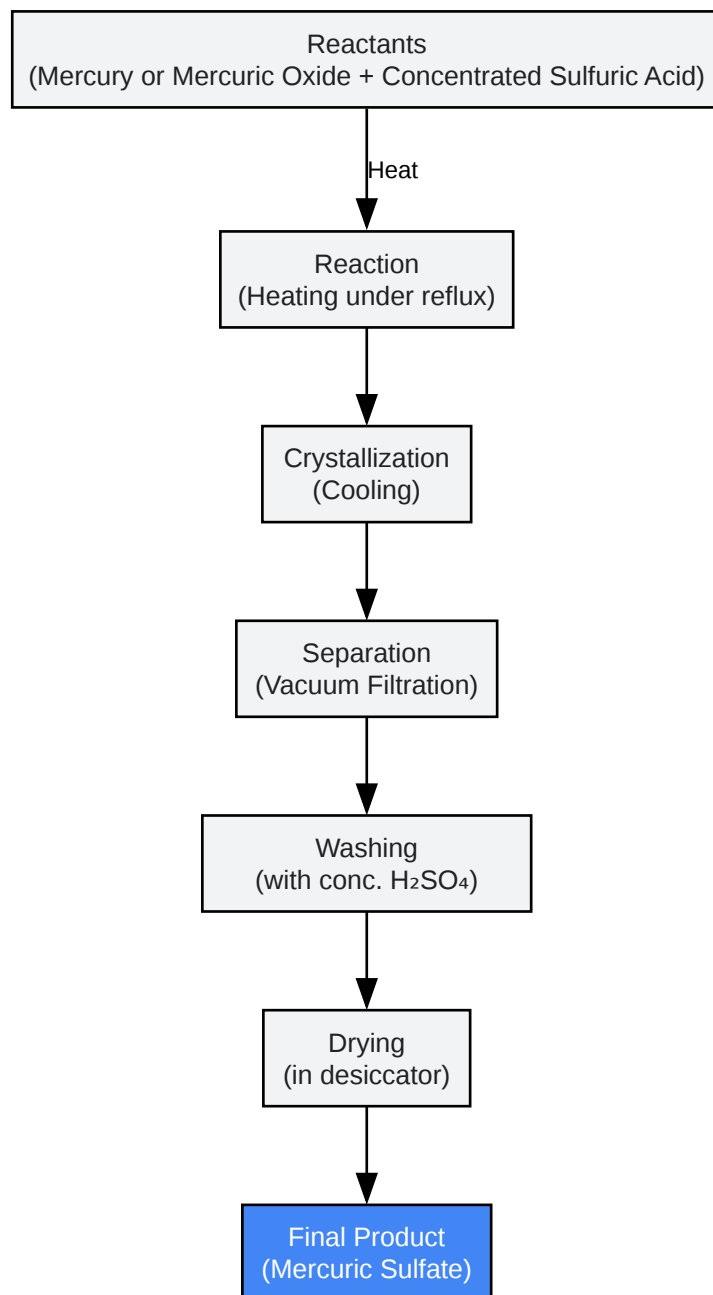 Reactants
(Mercury or Mercuric Oxide + Concentrated Sulfuric Acid)
Heat
Reaction
(Heating under reflux)
Crystallization
(Cooling)
Separation
(Vacuum Filtration)
Washing
(with conc. H₂SO₄)
Drying
(in desiccator)
Final Product
(Mercuric Sulfate)